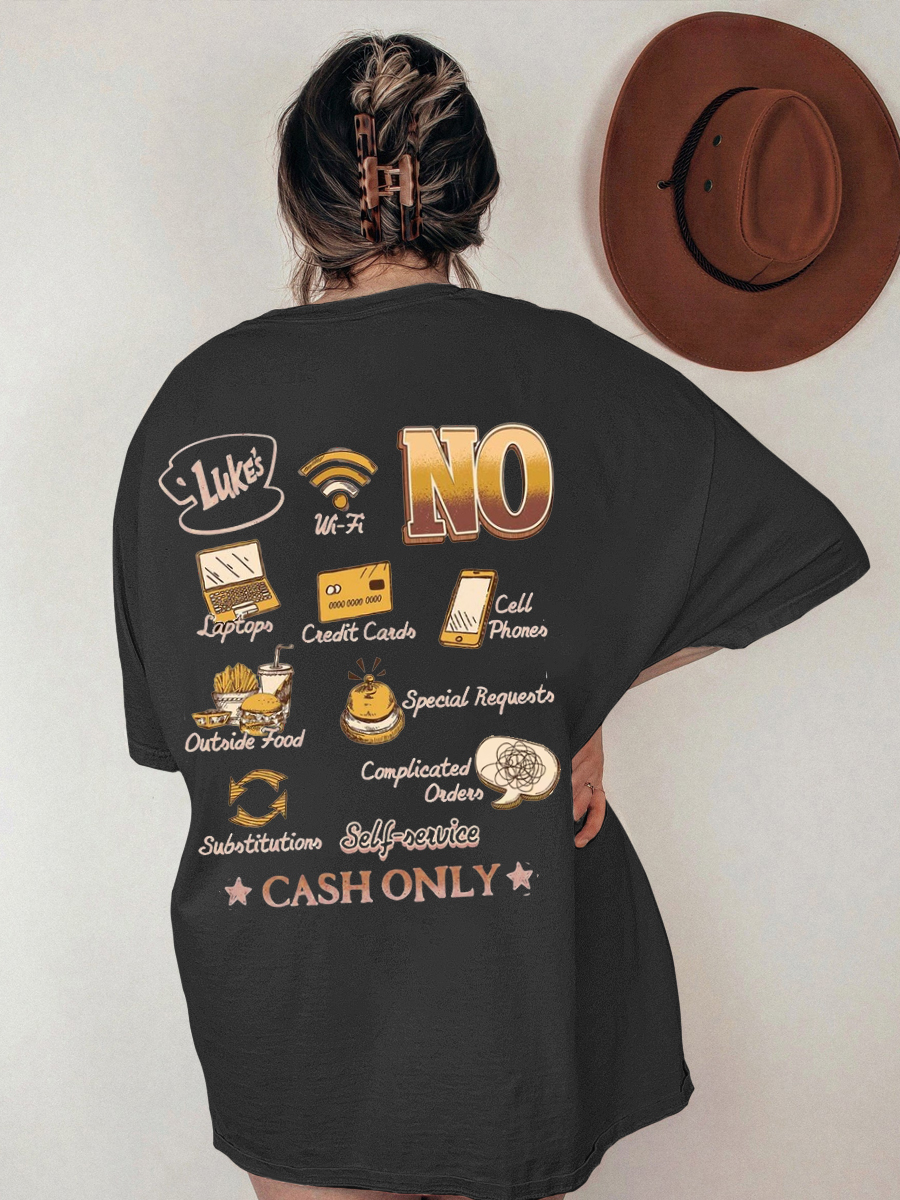 LUKE'S
Wi-Fi
NO
Laptops
Credit Cards
Cell
Phones
Outside Food
Special Requests
Complicated
Orders
Substitutions
Self-service
CASH ONLY